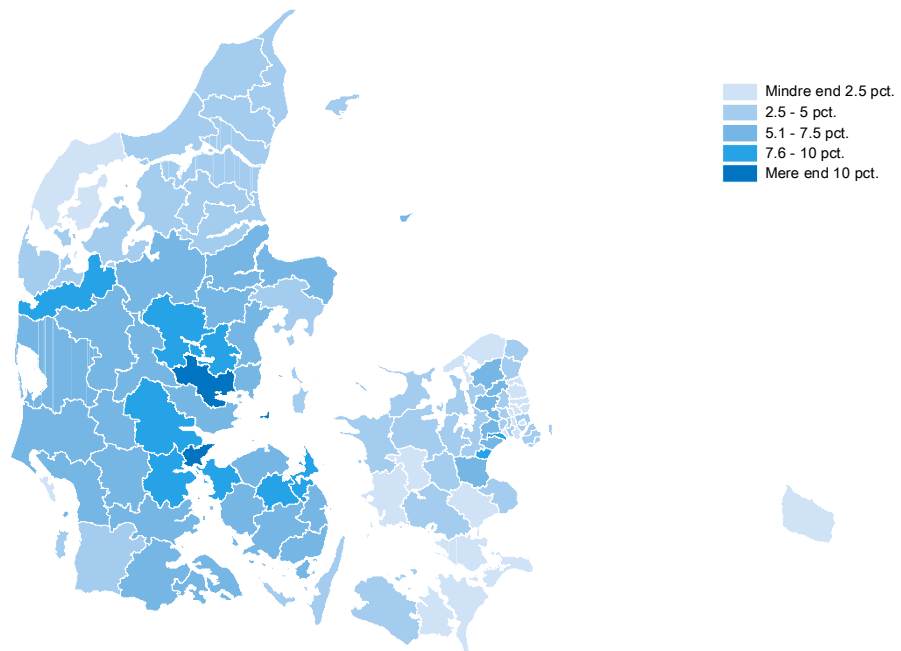 Mindre end 2.5 pct.
2.5 - 5 pct.
5.1 - 7.5 pct.
7.6 - 10 pct.
Mere end 10 pct.